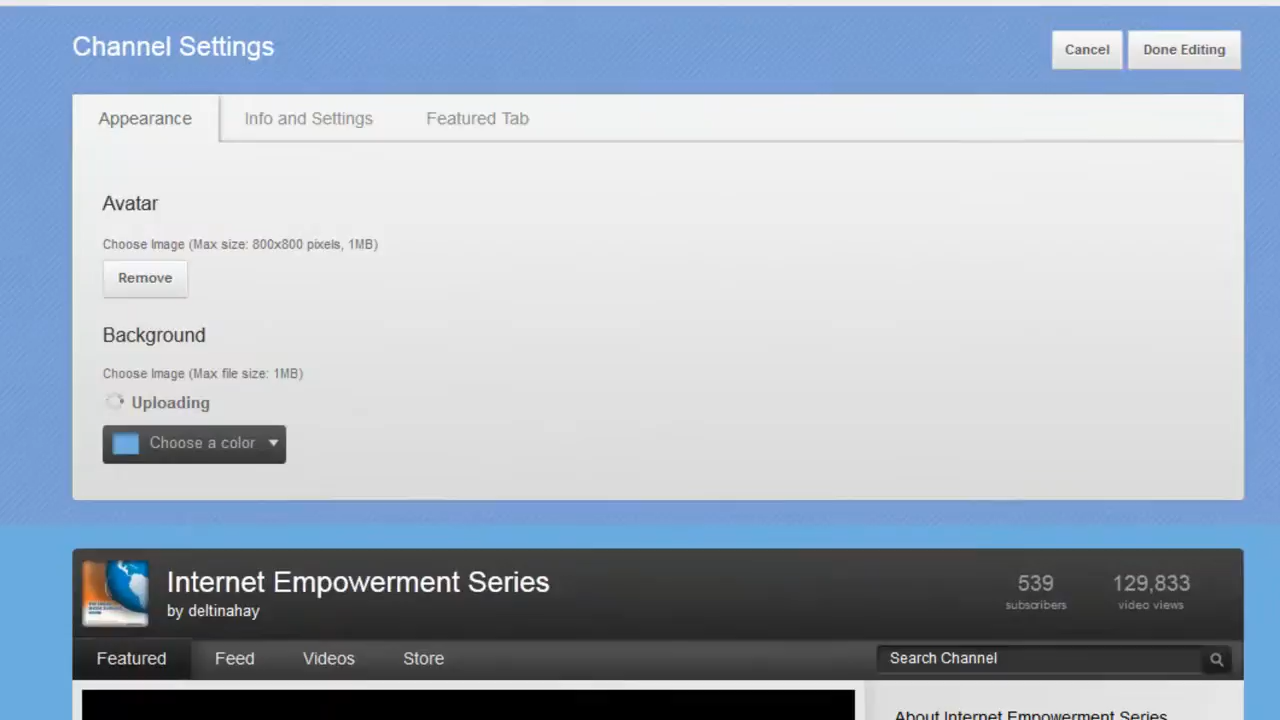 Channel Settings
Cancel
Done Editing
Appearance
Info and Settings
Featured Tab
Avatar
Choose Image (Max size: 800x800 pixels, 1MB)
Remove
Background
Choose Image (Max file size: 1MB)
Uploading
Choose a color
Internet Empowerment Series
by deltinahay
539
subscribers
129,833
video views
Featured
Feed
Videos
Store
Search Channel
About Internet Empowerment Series